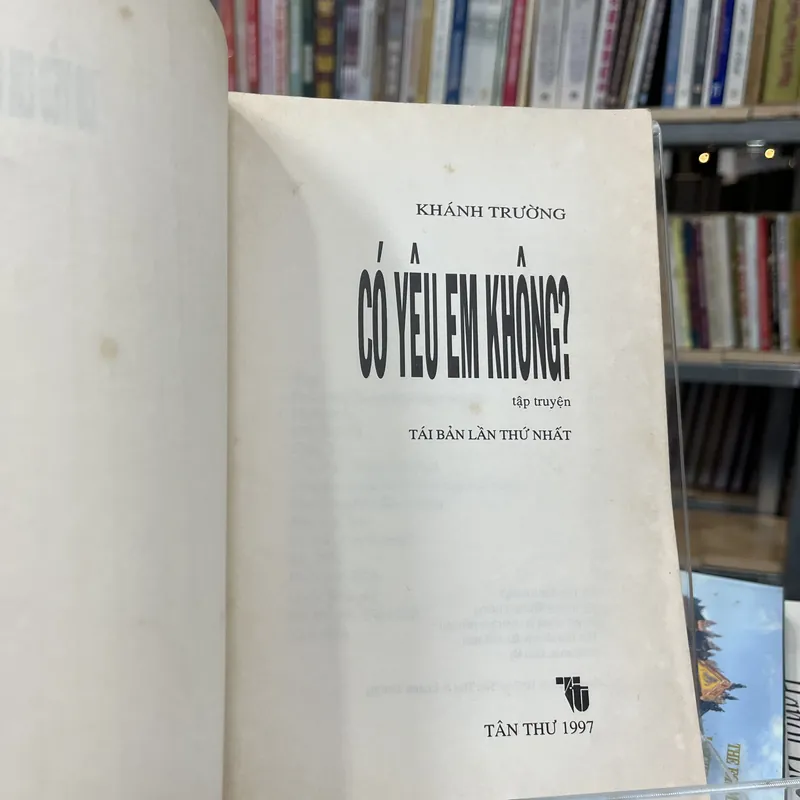 KHÁNH TRƯỜNG
CÓ YÊU EM KHÔNG?
tập truyện
TÁI BẢN LẦN THỨ NHẤT
TÂN THƯ 1997